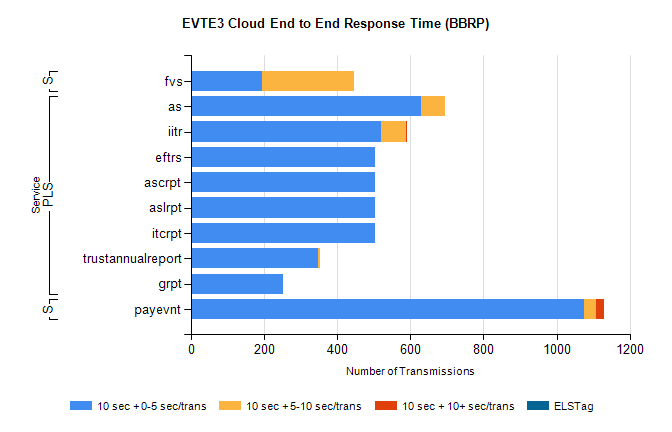 EVTE3 Cloud End to End Response Time (BBRP)
S
fvs
as
iitr
eftrs
ascrpt
aslrpt
itcrpt
trustannualreport
grpt
PLS
Service
S
payevnt
0 200 400 600 800 1000 1200
Number of Transmissions
10 sec +0-5 sec/trans 10 sec +5-10 sec/trans 10 sec + 10+ sec/trans ELSTag